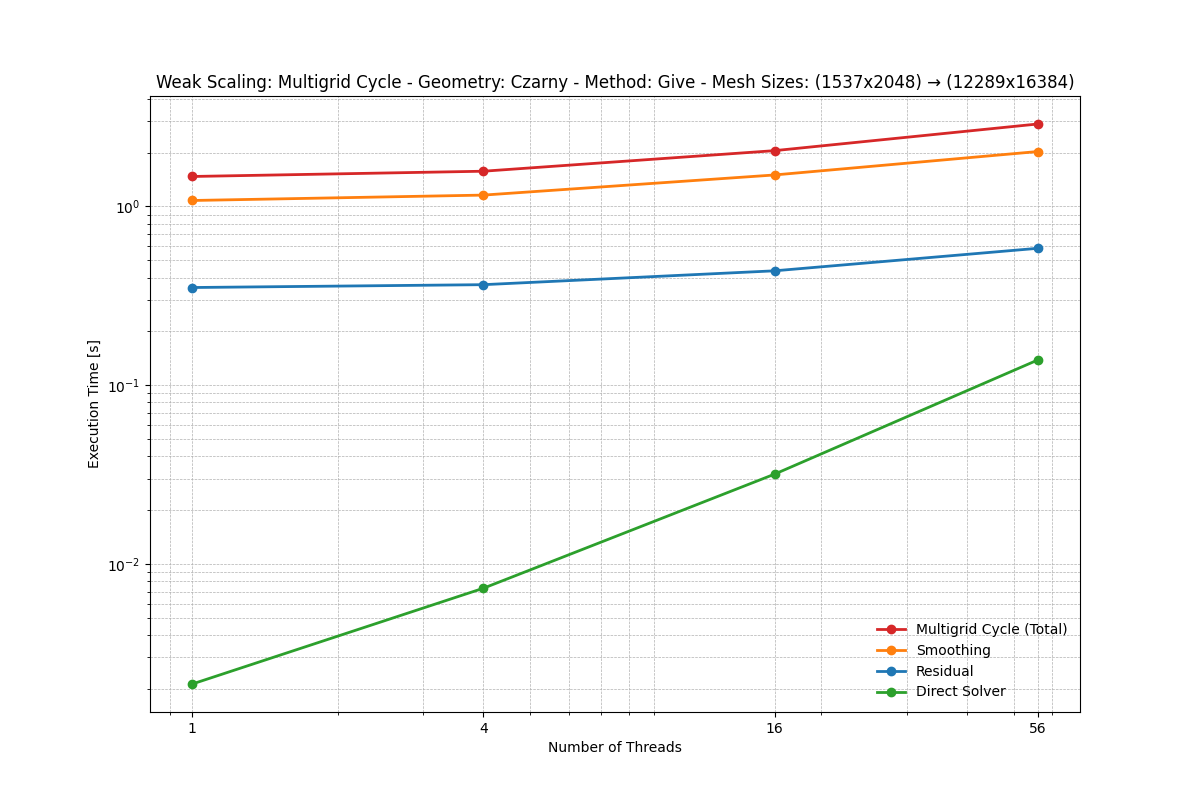 Weak Scaling: Multigrid Cycle - Geometry: Czarny - Method: Give - Mesh Sizes: (1537x2048) → (12289x16384)
Execution Time [s]
10⁰
10⁻¹
10⁻²
Multigrid Cycle (Total)
Smoothing
Residual
Direct Solver
1 4 16 56
Number of Threads